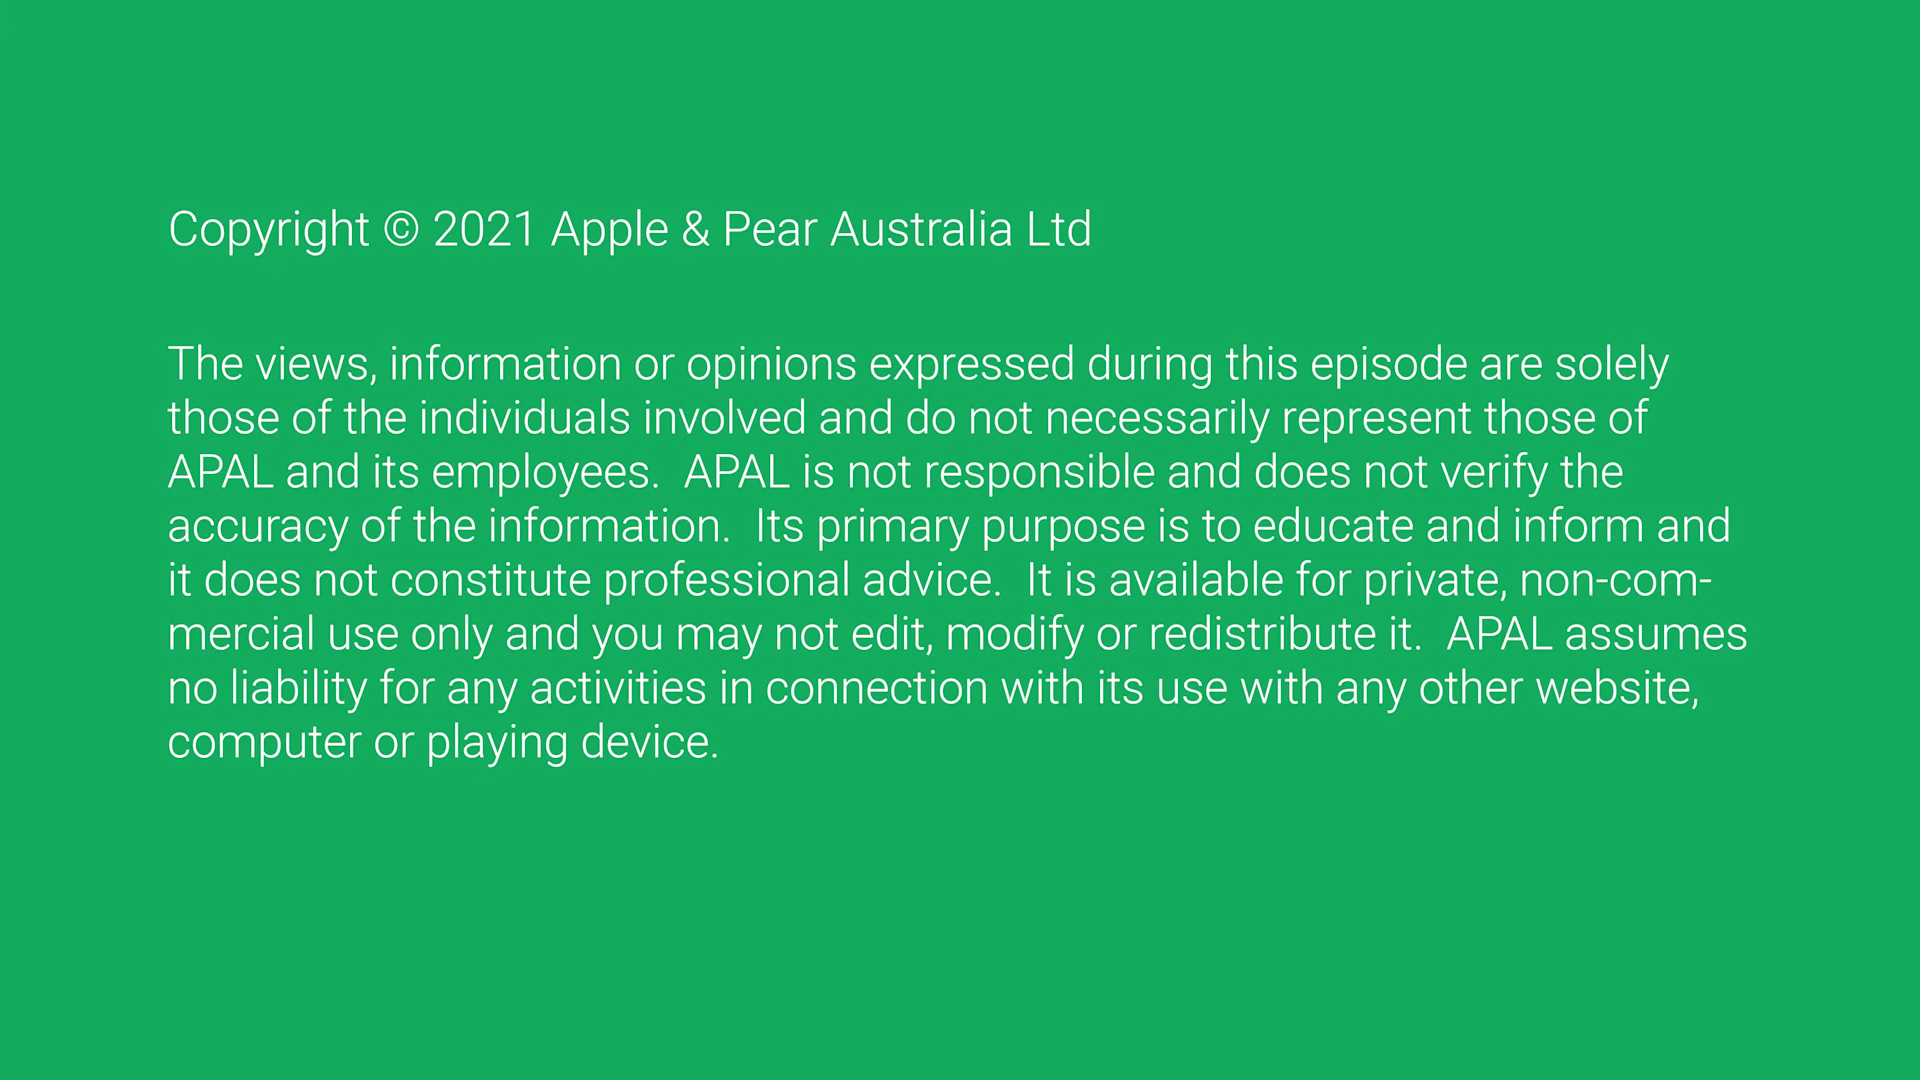 Copyright © 2021 Apple & Pear Australia Ltd
The views, information or opinions expressed during this episode are solely
those of the individuals involved and do not necessarily represent those of
APAL and its employees.  APAL is not responsible and does not verify the
accuracy of the information.  Its primary purpose is to educate and inform and
it does not constitute professional advice.  It is available for private, non-com-
mercial use only and you may not edit, modify or redistribute it.  APAL assumes
no liability for any activities in connection with its use with any other website,
computer or playing device.